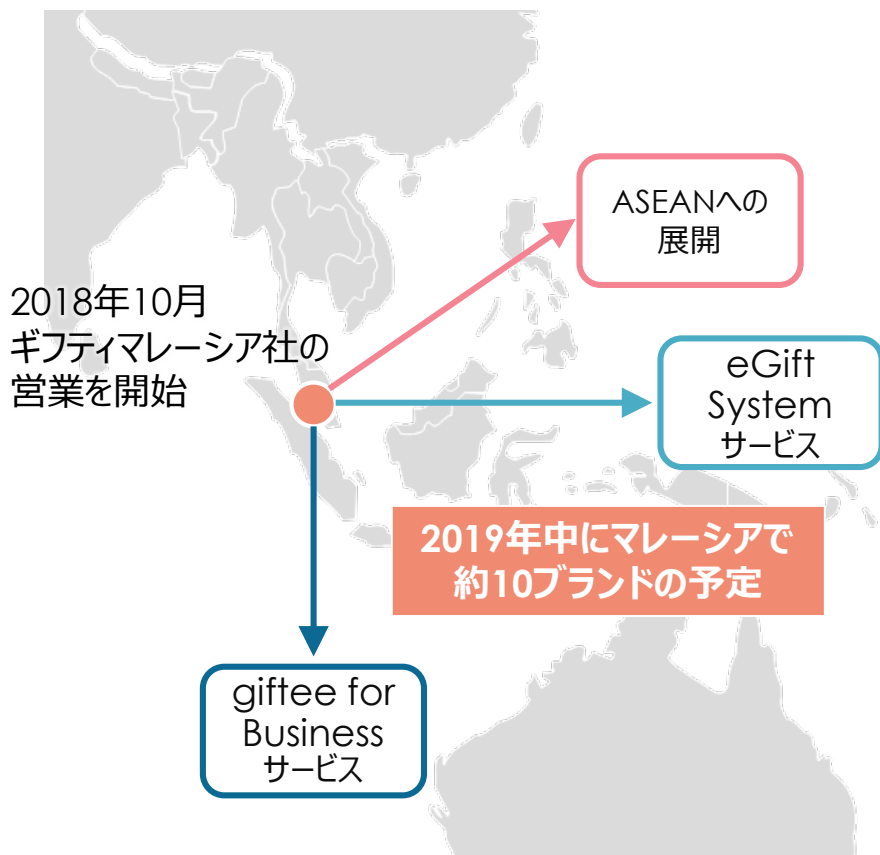 ASEANへの
展開
2018年10月
ギフティマレーシア社の
営業を開始
eGift
System
サービス
2019年中にマレーシアで
約10ブランドの予定
giftee for
Business
サービス